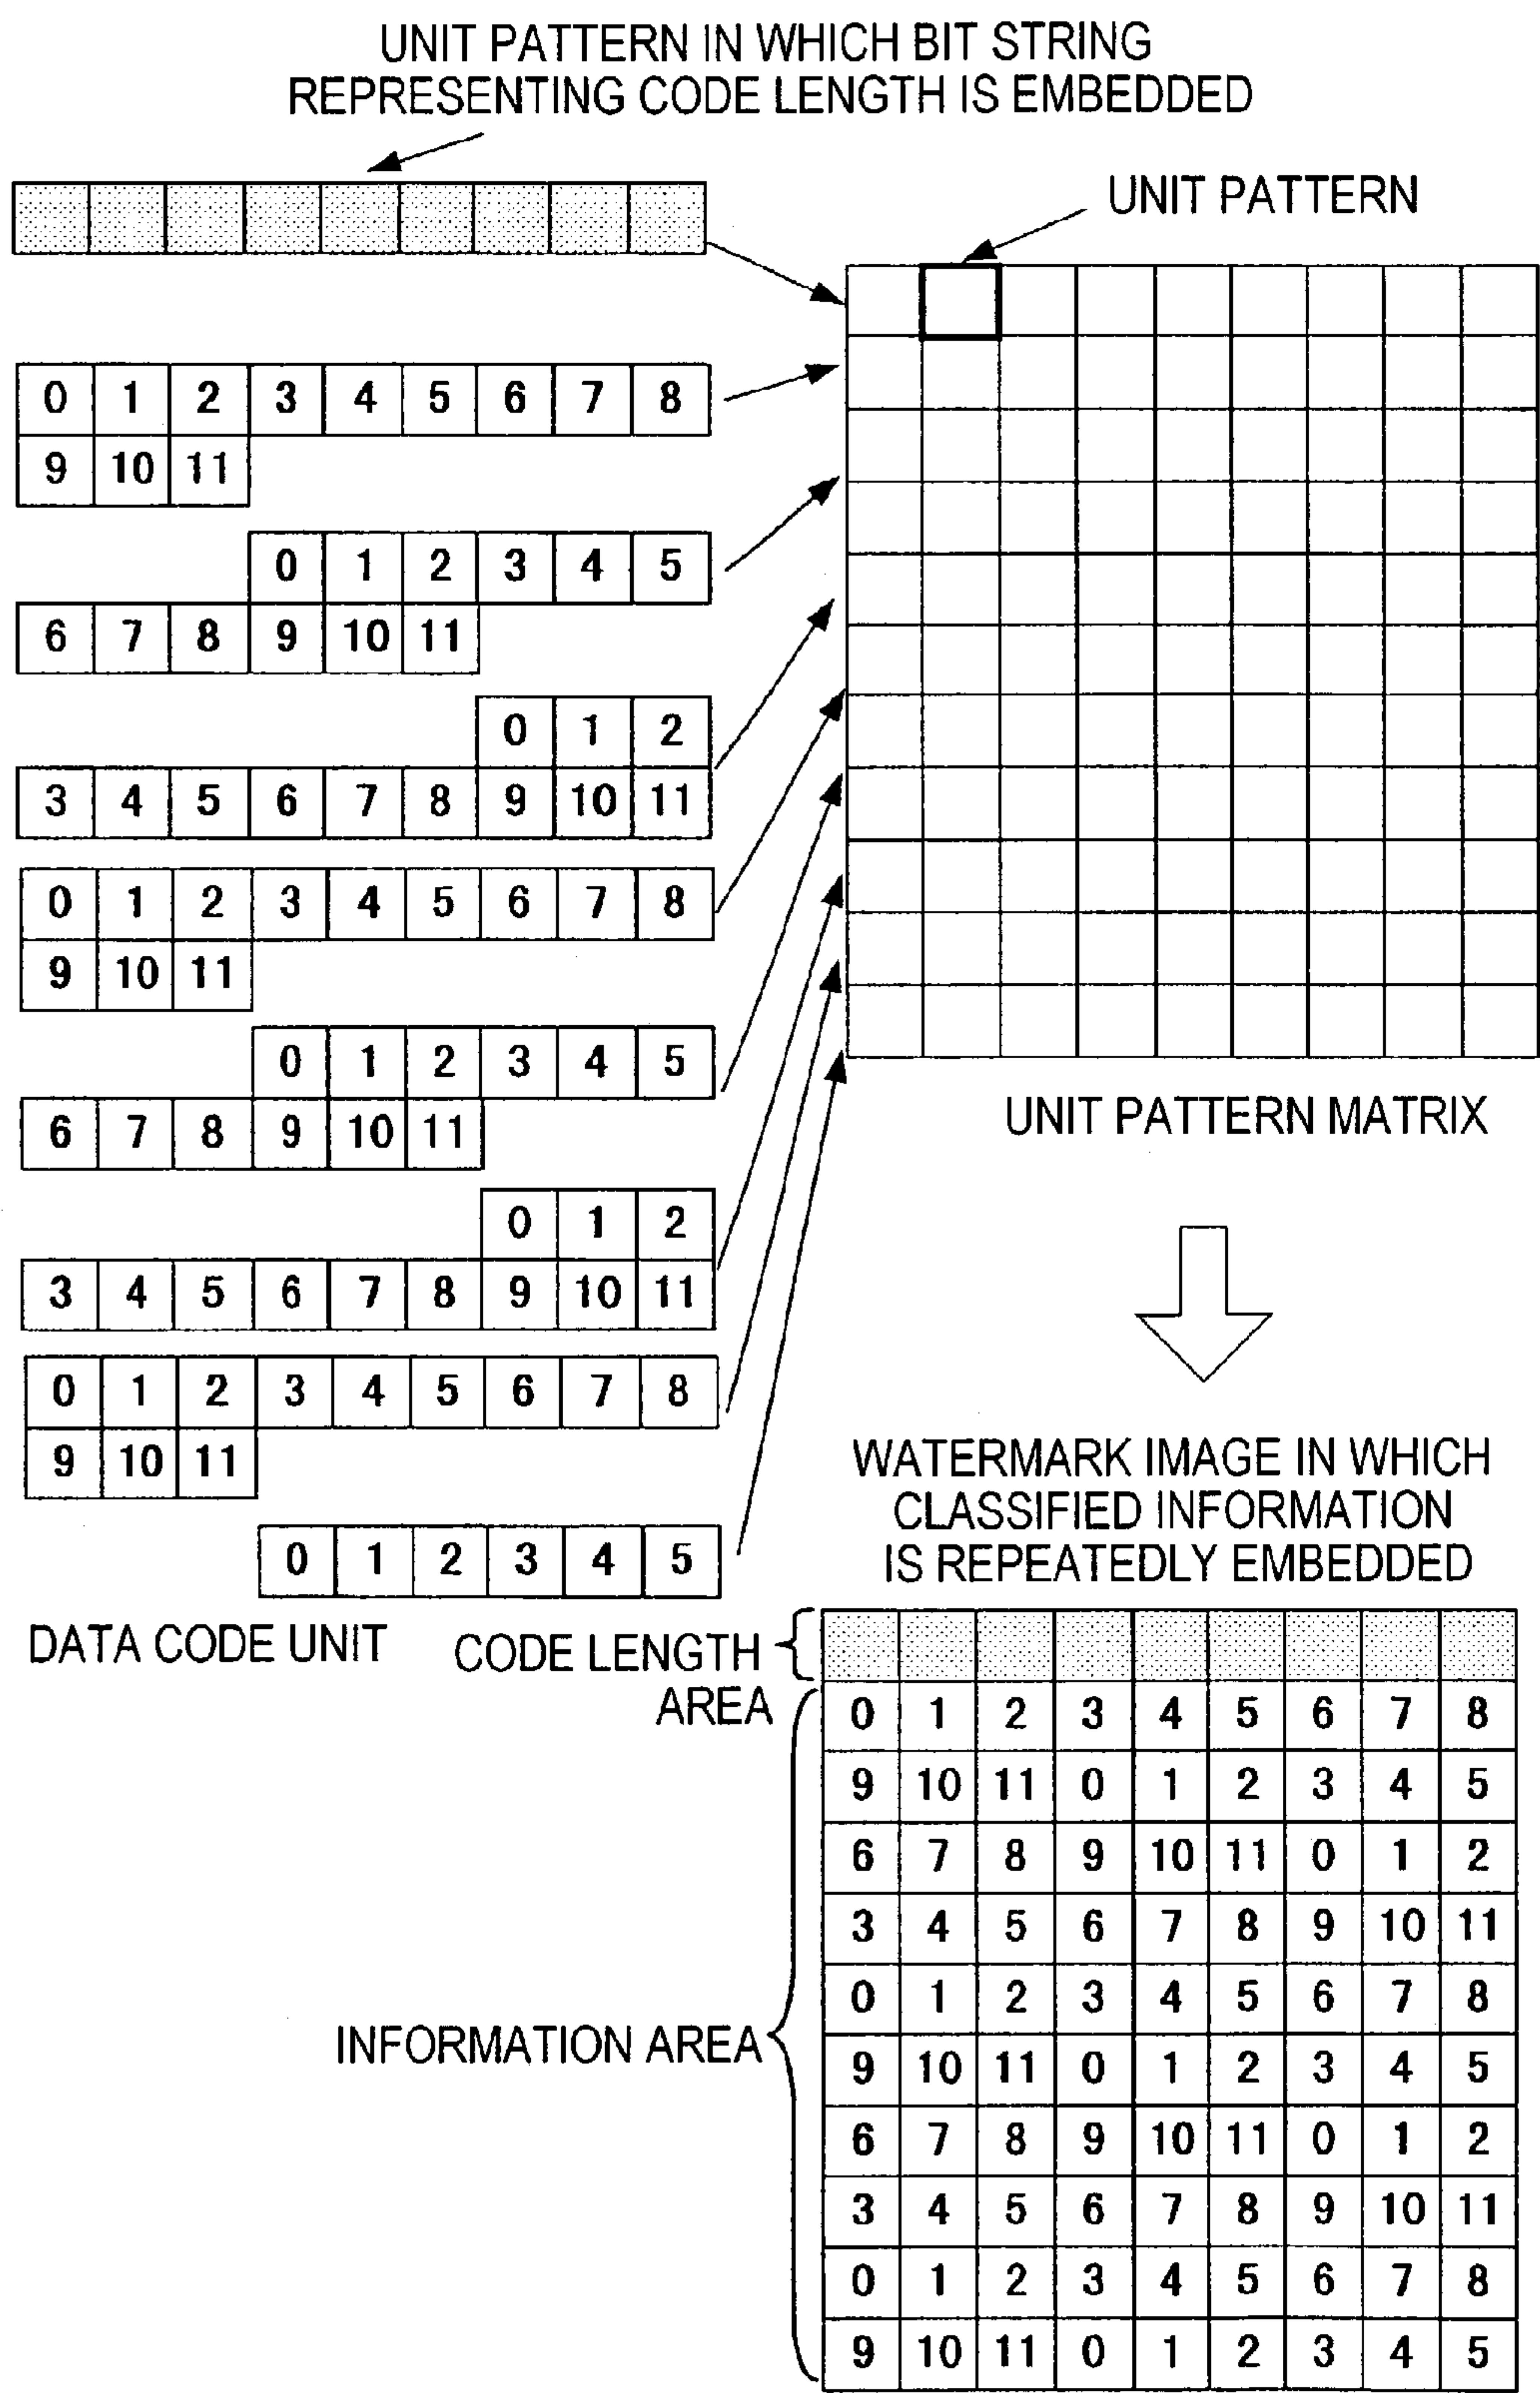 UNIT PATTERN IN WHICH BIT STRING
REPRESENTING CODE LENGTH IS EMBEDDED
UNIT PATTERN
0 1 2 3 4 5 6 7 8
9 10 11
0 1 2 3 4 5
6 7 8 9 10 11
0 1 2
3 4 5 6 7 8 9 10 11
0 1 2 3 4 5 6 7 8
9 10 11
0 1 2 3 4 5
6 7 8 9 10 11
0 1 2
3 4 5 6 7 8 9 10 11
0 1 2 3 4 5 6 7 8
9 10 11
0 1 2 3 4 5
DATA CODE UNIT
UNIT PATTERN MATRIX
WATERMARK IMAGE IN WHICH
CLASSIFIED INFORMATION
IS REPEATEDLY EMBEDDED
CODE LENGTH
AREA
INFORMATION AREA
0 1 2 3 4 5 6 7 8
9 10 11 0 1 2 3 4 5
6 7 8 9 10 11 0 1 2
3 4 5 6 7 8 9 10 11
0 1 2 3 4 5 6 7 8
9 10 11 0 1 2 3 4 5
6 7 8 9 10 11 0 1 2
3 4 5 6 7 8 9 10 11
0 1 2 3 4 5 6 7 8
9 10 11 0 1 2 3 4 5